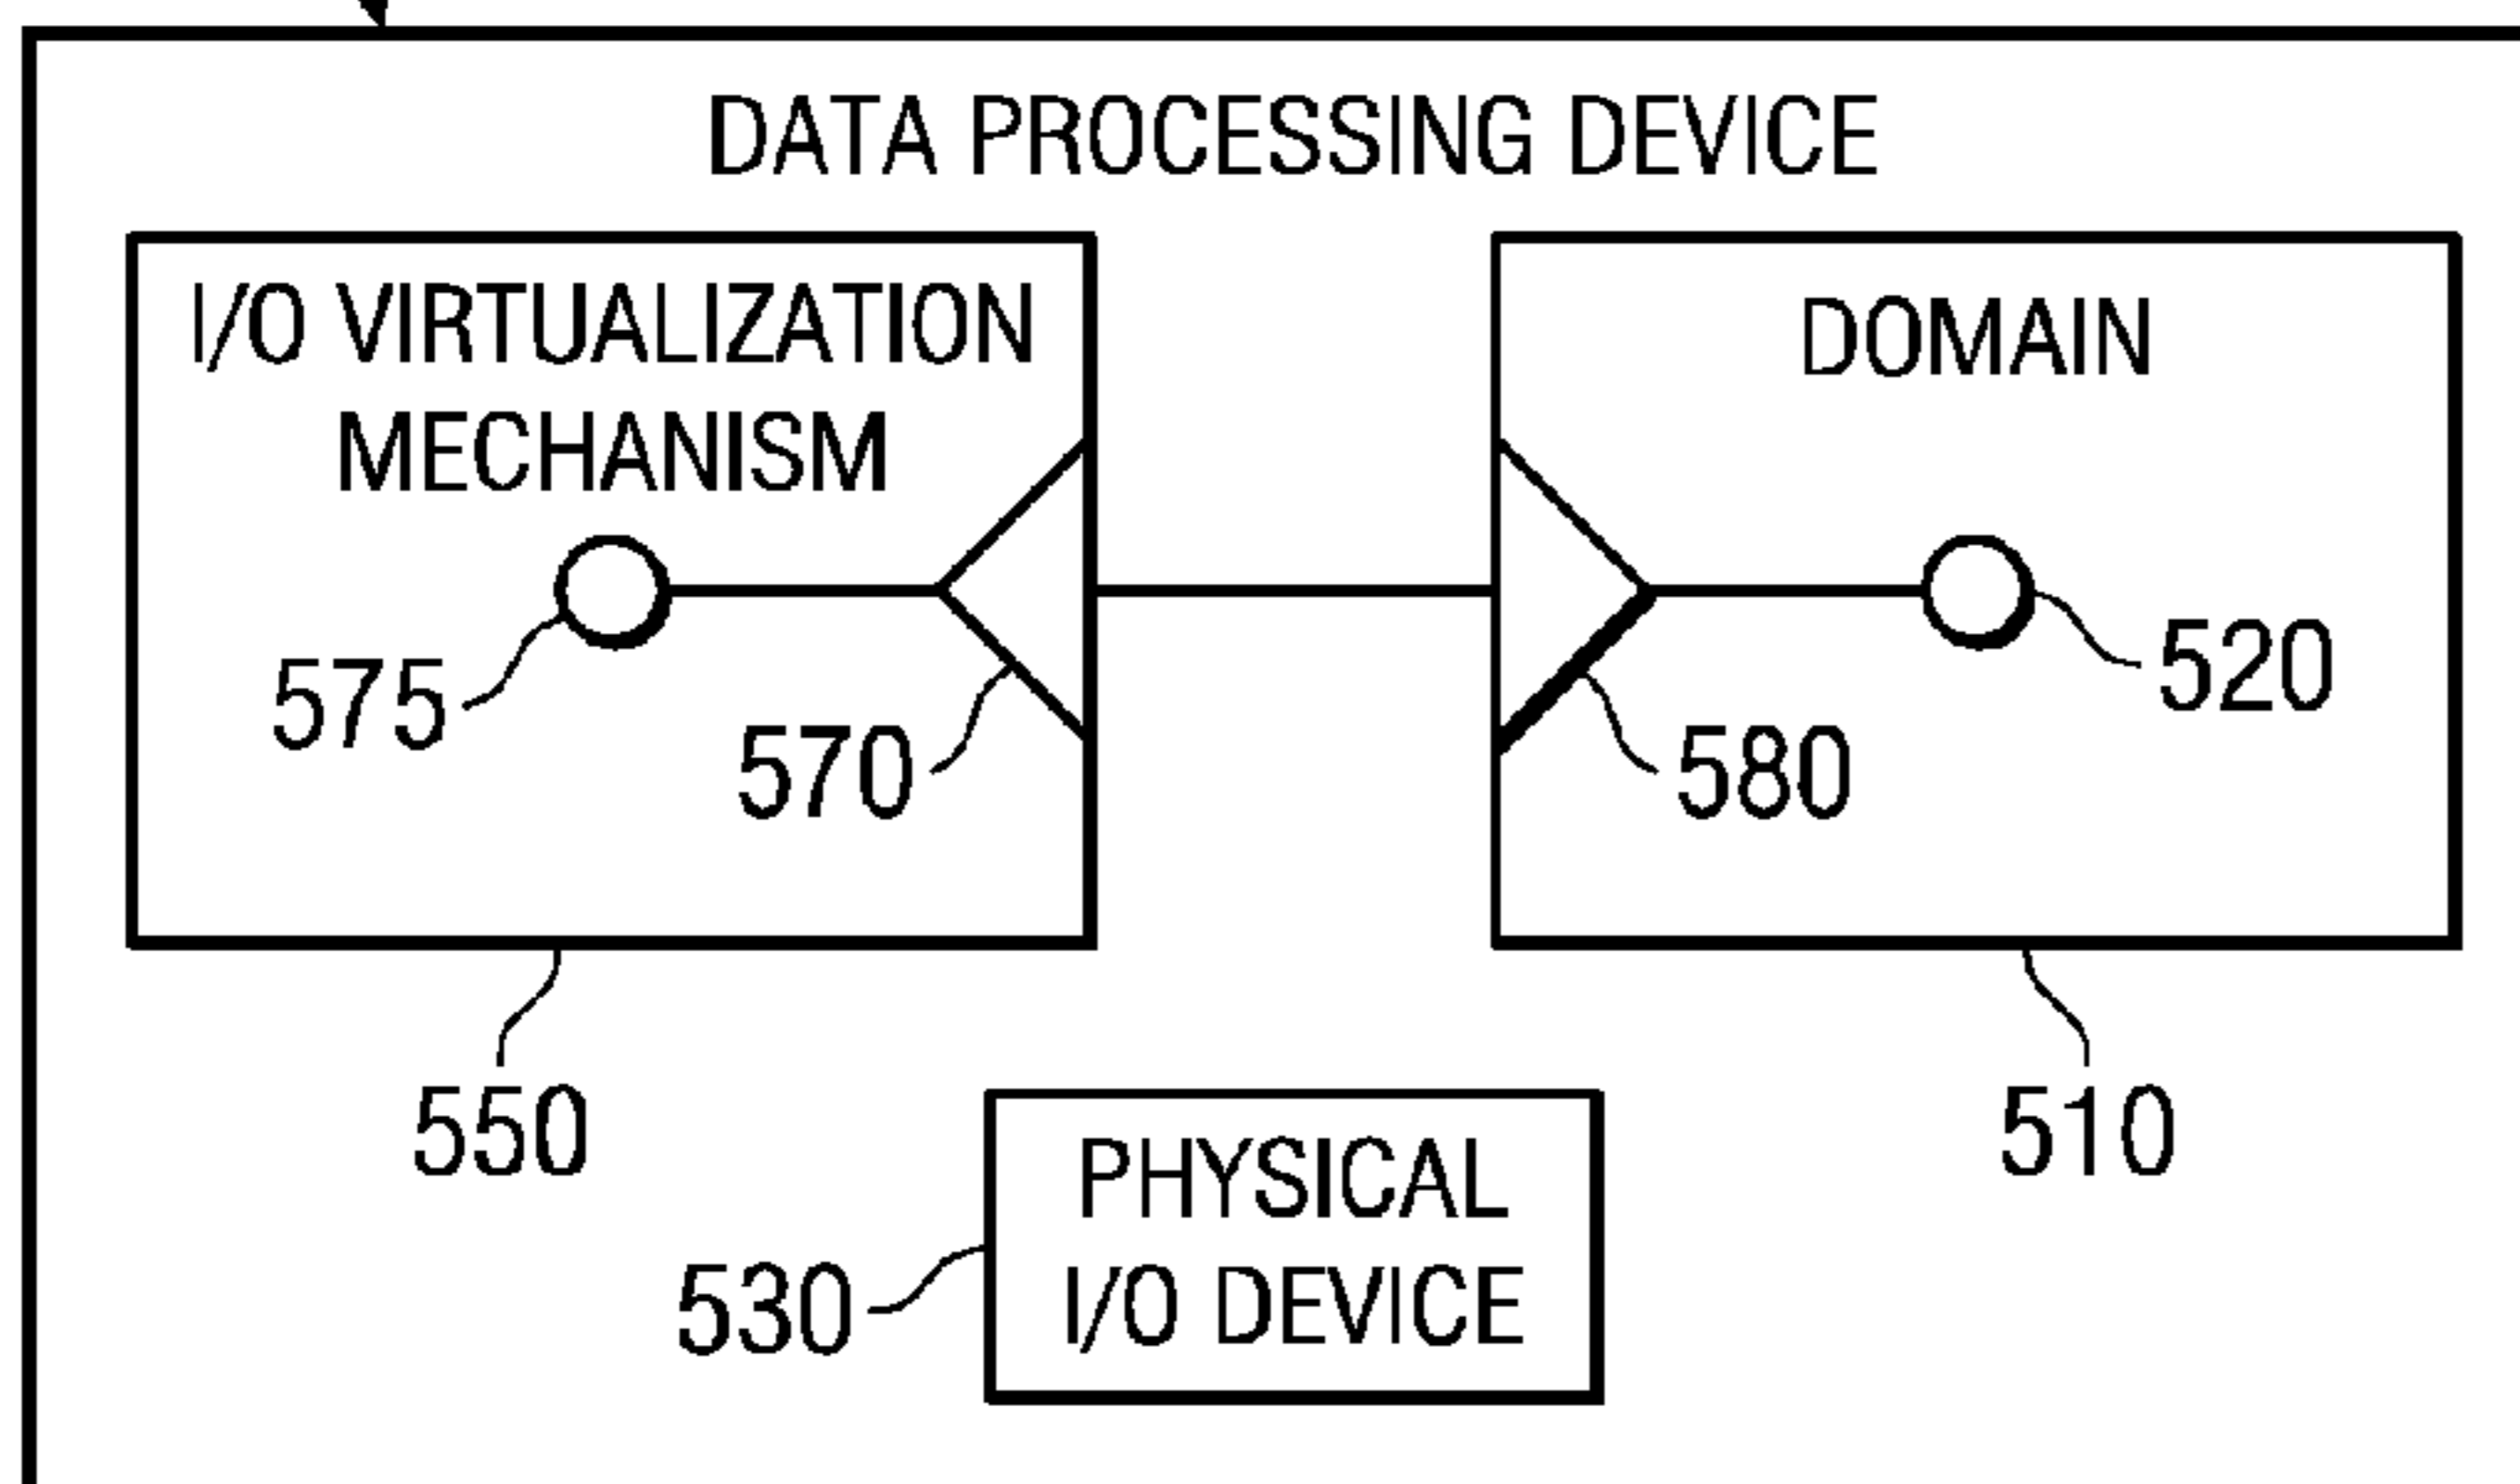 DATA PROCESSING DEVICE
I/O VIRTUALIZATION
MECHANISM
DOMAIN
575
570
580
520
550
510
PHYSICAL
I/O DEVICE
530